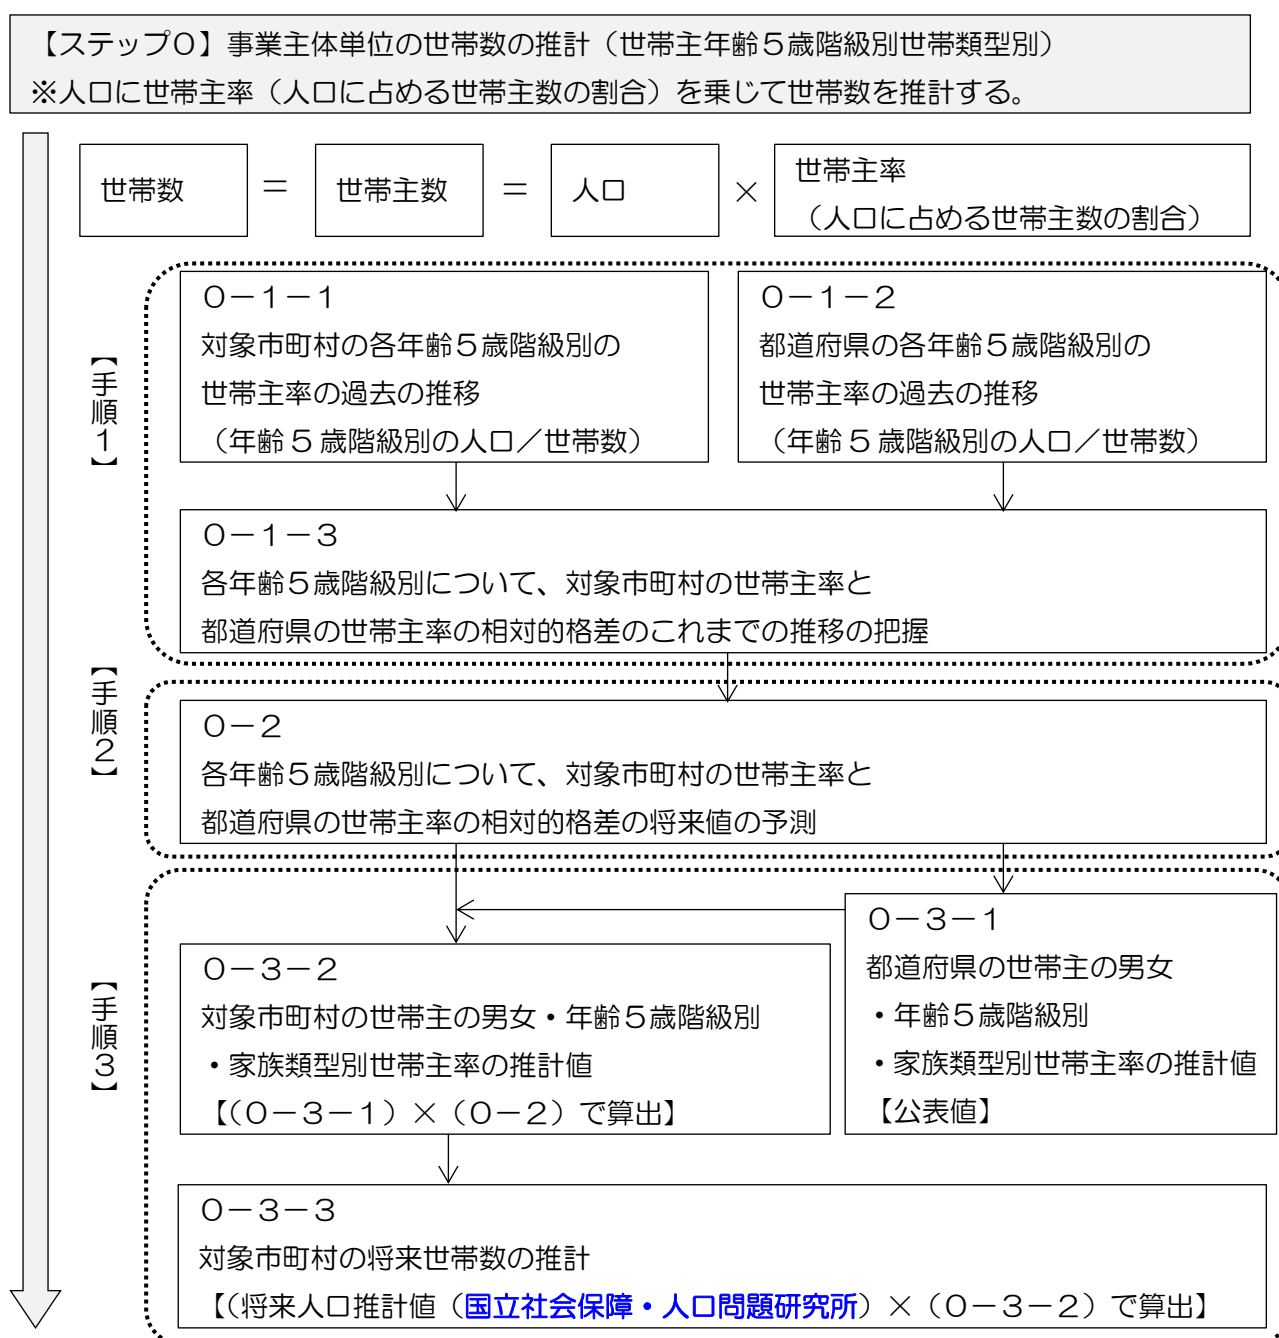 【ステップ０】事業主体単位の世帯数の推計（世帯主年齢５歳階級別世帯類型別）
※人口に世帯主率（人口に占める世帯主数の割合）を乗じて世帯数を推計する。
世帯数 ＝ 世帯主数 ＝ 人口 × 世帯主率
（人口に占める世帯主数の割合）
【手順１】
０－１－１
対象市町村の各年齢５歳階級別の
世帯主率の過去の推移
（年齢５歳階級別の人口／世帯数）
０－１－２
都道府県の各年齢５歳階級別の
世帯主率の過去の推移
（年齢５歳階級別の人口／世帯数）
０－１－３
各年齢５歳階級別について、対象市町村の世帯主率と
都道府県の世帯主率の相対的格差のこれまでの推移の把握
【手順２】
０－２
各年齢５歳階級別について、対象市町村の世帯主率と
都道府県の世帯主率の相対的格差の将来値の予測
【手順３】
０－３－１
都道府県の世帯主の男女
・年齢５歳階級別
・家族類型別世帯主率の推計値
【公表値】
０－３－２
対象市町村の世帯主の男女・年齢５歳階級別
・家族類型別世帯主率の推計値
【(０－３－１）×（０－２）で算出】
０－３－３
対象市町村の将来世帯数の推計
【(将来人口推計値（国立社会保障・人口問題研究所）×（０－３－２）で算出】